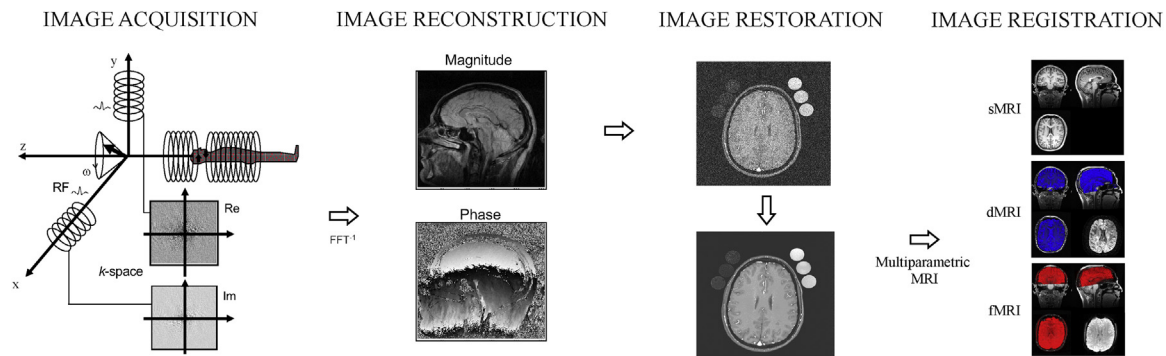 IMAGE ACQUISITION
IMAGE RECONSTRUCTION
IMAGE RESTORATION
IMAGE REGISTRATION
y
z
ω
RF
x
k-space
Re
Im
FFT⁻¹
Magnitude
Phase
Multiparametric
MRI
sMRI
dMRI
fMRI